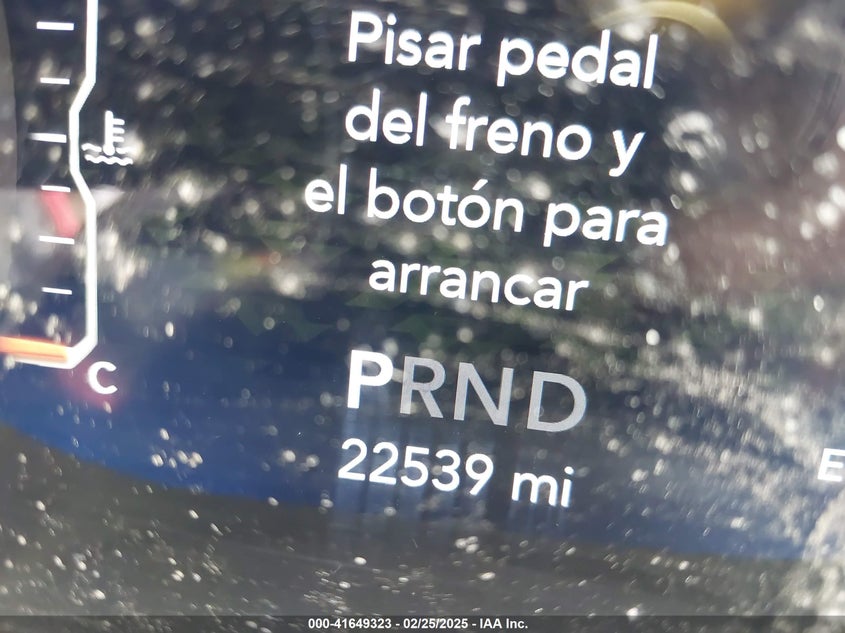 Pisar pedal
del freno y
el botón para
arrancar
C
PRND
22539 mi
E
000-41649323 - 02/25/2025 - IAA Inc.